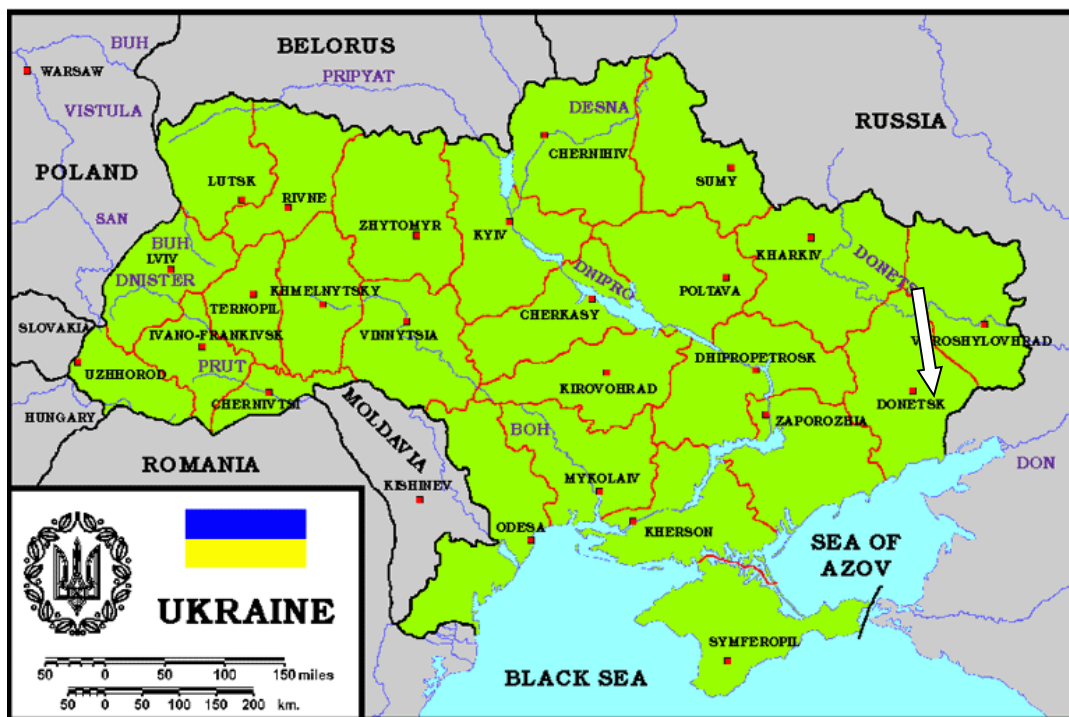 BUH
BELORUS
WARSAW
PRIPYAT
VISTULA
DESNA
RUSSIA
CHERNIHIV
POLAND
SUMY
LUTSK
RIVNE
SAN
ZHYTOMYR
KYIV
BUH
KHARKIV
LVIV
DNISTER
DNIPRO
DONETS
KHMELNYTSKY
POLTAVA
TERNOPIL
CHERKASY
SLOVAKIA
IVANO-FRANKIVSK
VINNYTSIA
DHIPROPETROSK
UZHHOROD
PRUT
KIROVOHRAD
CHERNIVTSI
DONETSK
HUNGARY
MOLDAVIA
ZAPOROZHIA
BOH
ROMANIA
DON
KISHINEV
MYKOLAIV
ODESA
KHERSON
SEA OF
AZOV
UKRAINE
SYMFEROPIL
50 0 50 100 150 miles
BLACK SEA
50 0 50 100 150 200 km.